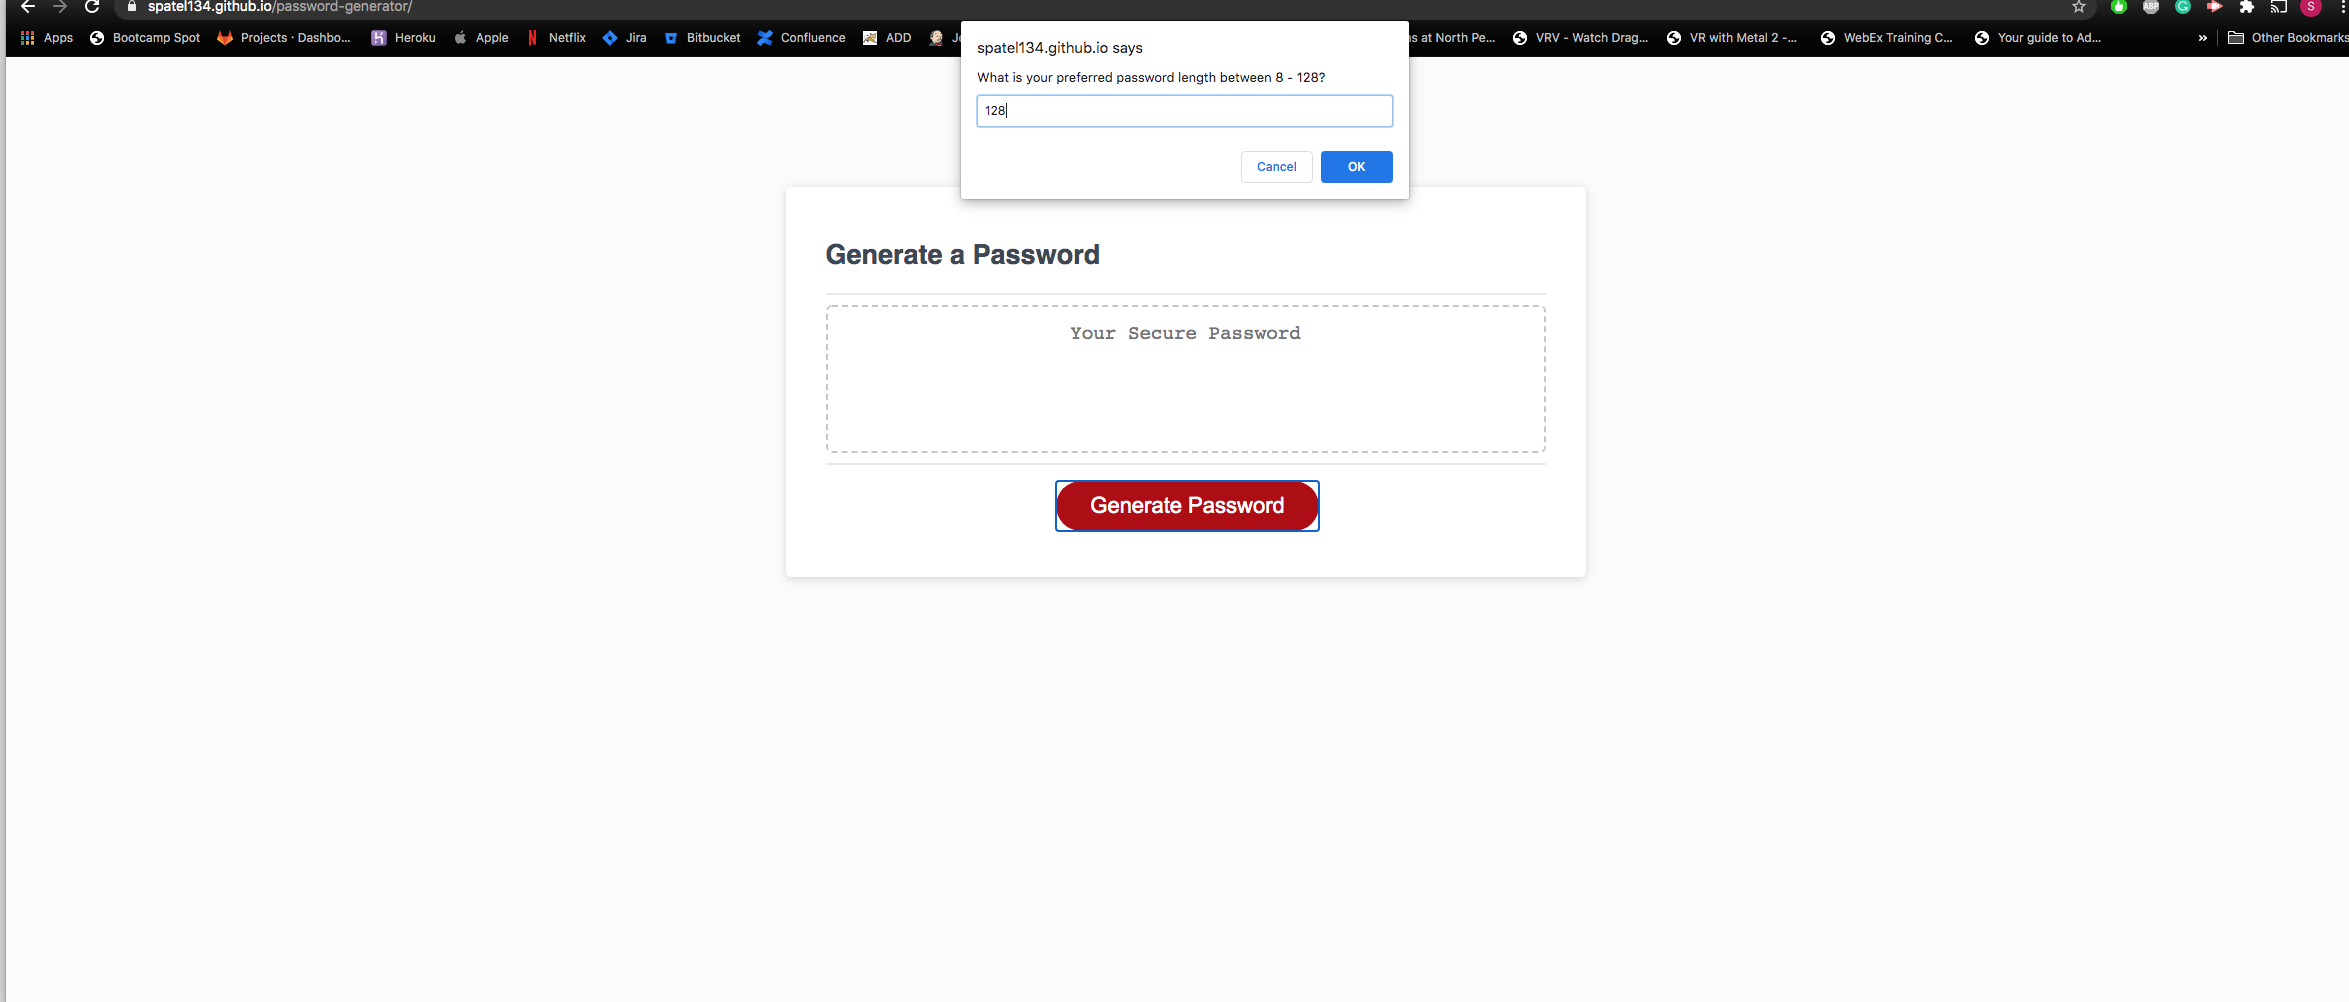 spatel134.github.io/password-generator/
ABP
G
S
Apps Bootcamp Spot Projects · Dashbo... Heroku Apple Netflix Jira Bitbucket Confluence ADD at North Pe... VRV - Watch Drag... VR with Metal 2 -... WebEx Training C... Your guide to Ad... » Other Bookmarks
spatel134.github.io says
What is your preferred password length between 8 - 128?
128
Cancel OK
Generate a Password
Your Secure Password
Generate Password